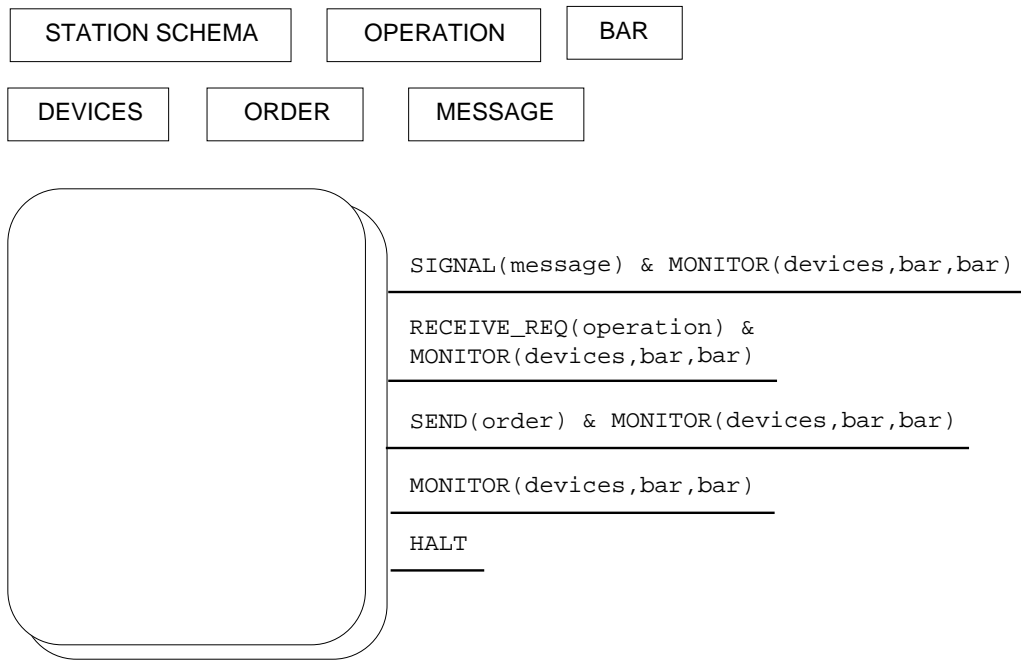 STATION SCHEMA OPERATION BAR
DEVICES ORDER MESSAGE
SIGNAL(message) & MONITOR(devices,bar,bar)
RECEIVE_REQ(operation) &
MONITOR(devices,bar,bar)
SEND(order) & MONITOR(devices,bar,bar)
MONITOR(devices,bar,bar)
HALT